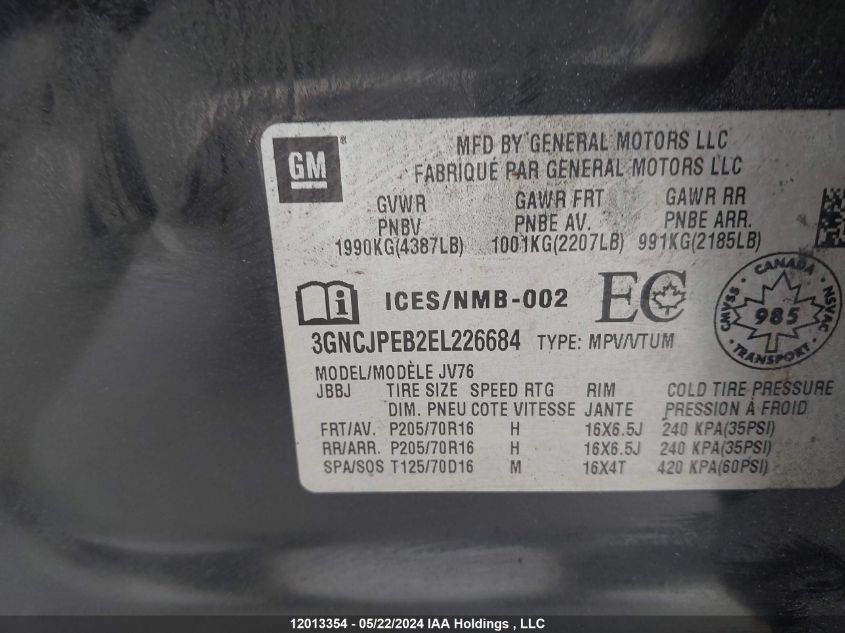 GM ®
MFD BY GENERAL MOTORS LLC
FABRIQUÉ PAR GENERAL MOTORS LLC
GVWR GAWR FRT GAWR RR
PNBV PNBE AV. PNBE ARR.
1990KG(4387LB) 1001KG(2207LB) 991KG(2185LB)
i ICES/NMB-002 EC
CANADA
CMVSS 985 NSVAC
TRANSPORT
3GNCJPEB2EL226684 TYPE: MPV/VTUM
MODEL/MODÈLE JV76
JBBJ TIRE SIZE SPEED RTG RIM COLD TIRE PRESSURE
DIM. PNEU COTE VITESSE JANTE PRESSION À FROID
FRT/AV. P205/70R16 H 16X6.5J 240 KPA(35PSI)
RR/ARR. P205/70R16 H 16X6.5J 240 KPA(35PSI)
SPA/SOS T125/70D16 M 16X4T 420 KPA(60PSI)
12013354 - 05/22/2024 IAA Holdings , LLC